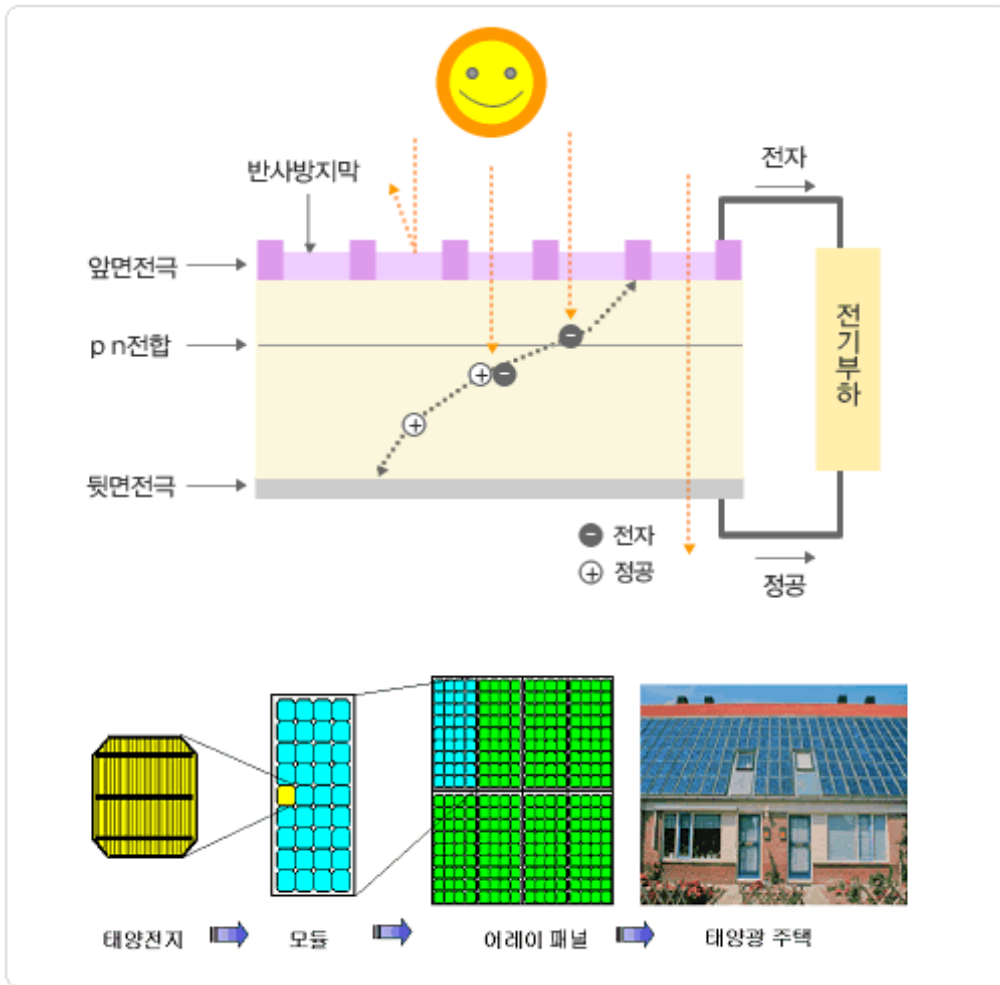 전자
반사방지막
앞면전극
p n전합
전기부하
뒷면전극
전자
정공
정공
태양전지
모듈
어레이 패널
태양광 주택